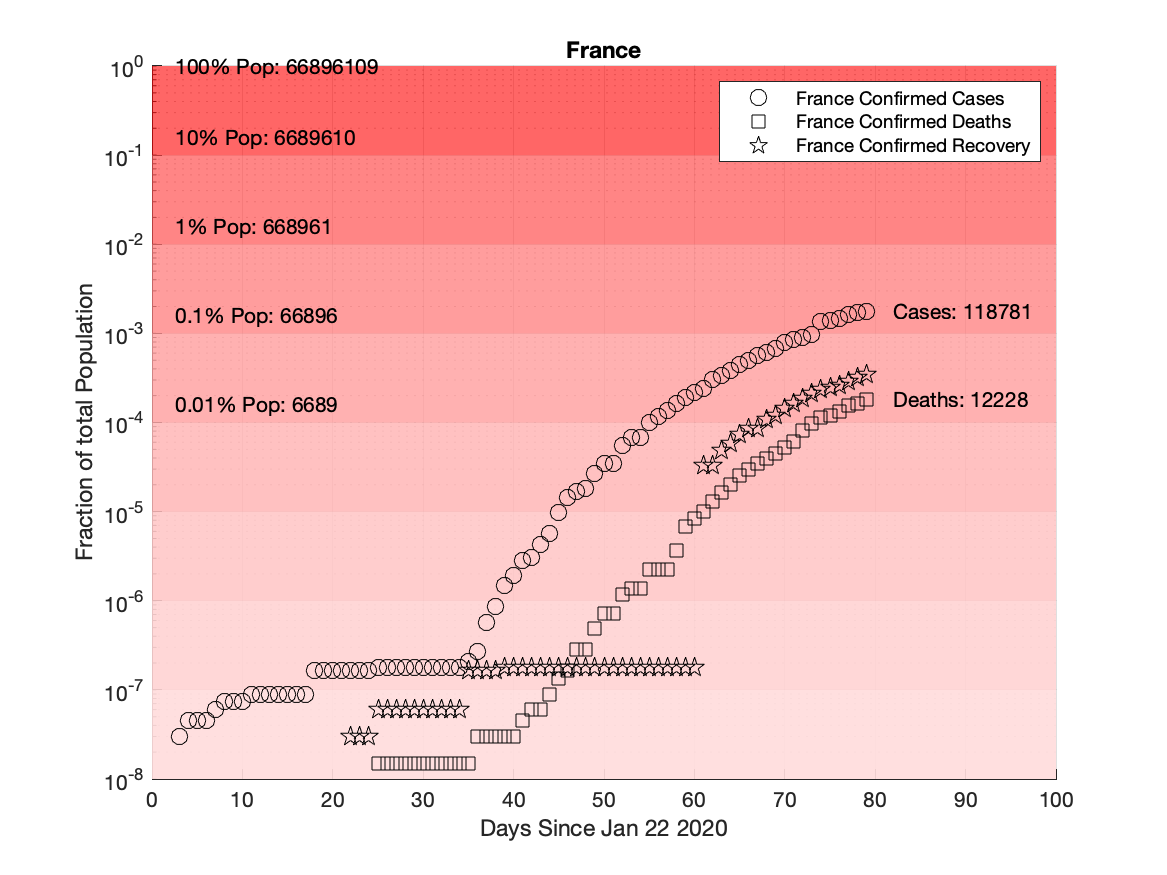 France
10^0
100% Pop: 66896109
France Confirmed Cases
France Confirmed Deaths
10% Pop: 6689610
France Confirmed Recovery
10^-1
1% Pop: 668961
10^-2
0.1% Pop: 66896
Cases: 118781
10^-3
0.01% Pop: 6689
Deaths: 12228
10^-4
Fraction of total Population
10^-5
10^-6
10^-7
10^-8
0 10 20 30 40 50 60 70 80 90 100
Days Since Jan 22 2020